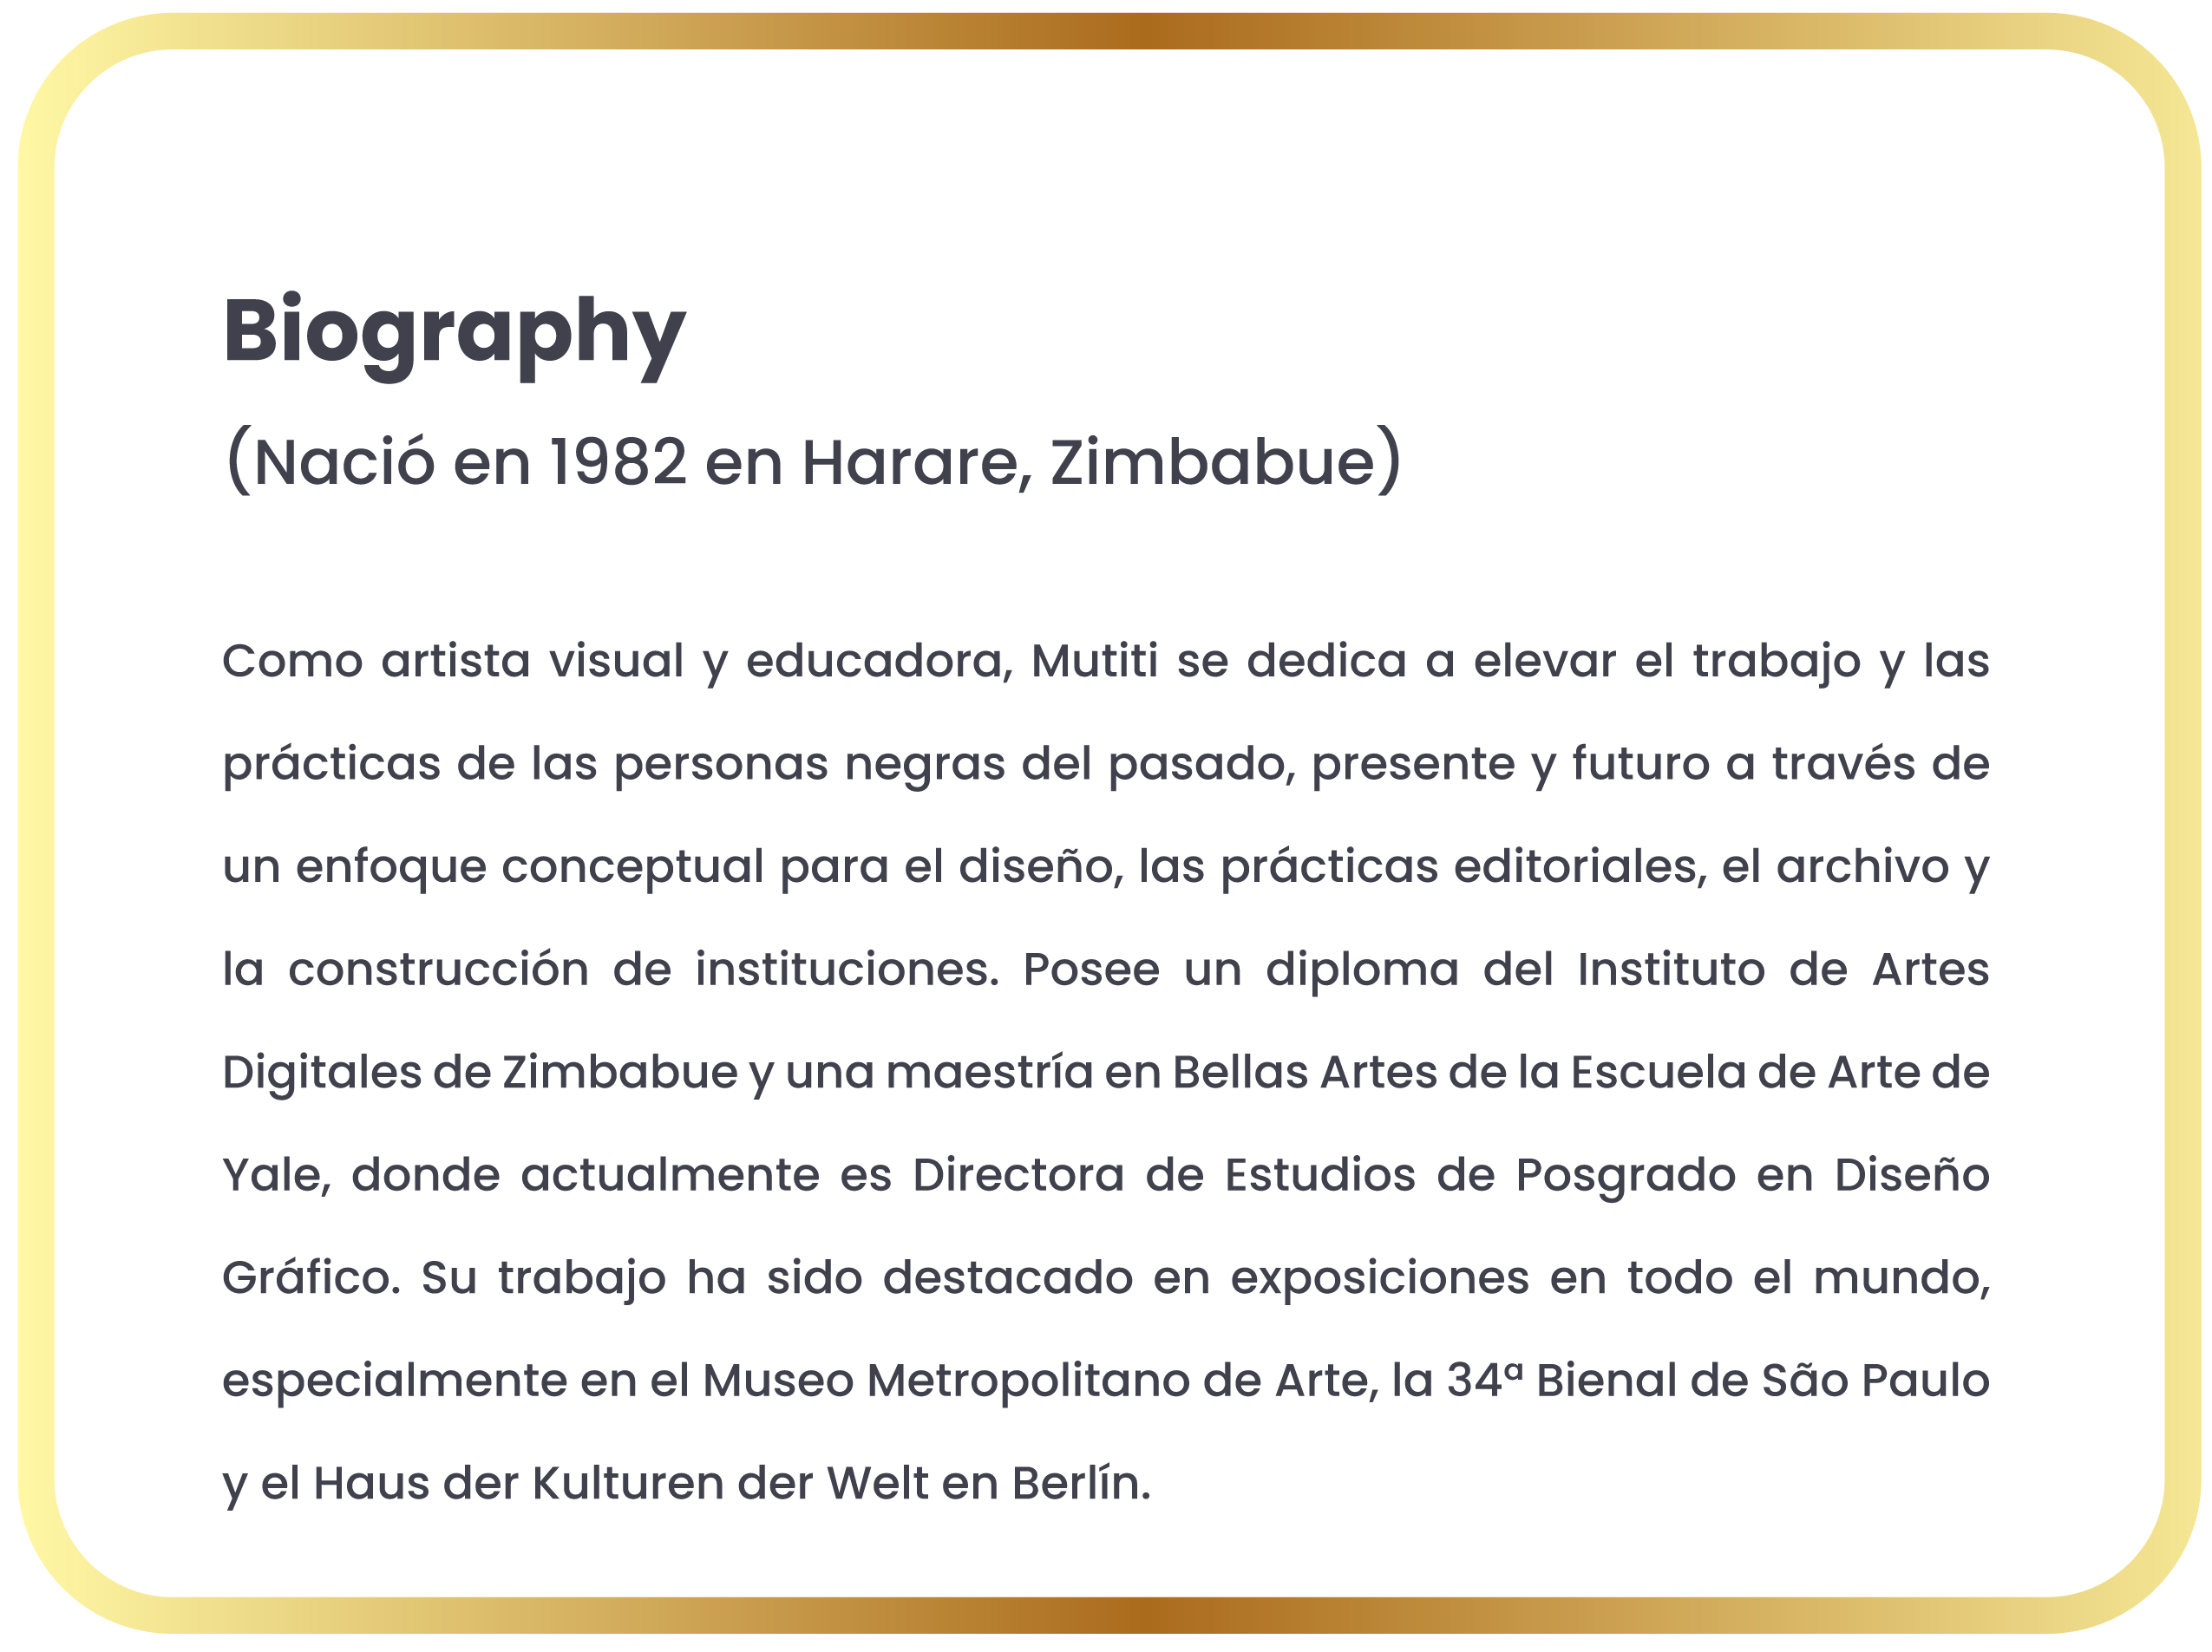 Biography
(Nació en 1982 en Harare, Zimbabue)
Como artista visual y educadora, Mutiti se dedica a elevar el trabajo y las
prácticas de las personas negras del pasado, presente y futuro a través de
un enfoque conceptual para el diseño, las prácticas editoriales, el archivo y
la construcción de instituciones. Posee un diploma del Instituto de Artes
Digitales de Zimbabue y una maestría en Bellas Artes de la Escuela de Arte de
Yale, donde actualmente es Directora de Estudios de Posgrado en Diseño
Gráfico. Su trabajo ha sido destacado en exposiciones en todo el mundo,
especialmente en el Museo Metropolitano de Arte, la 34ª Bienal de São Paulo
y el Haus der Kulturen der Welt en Berlín.